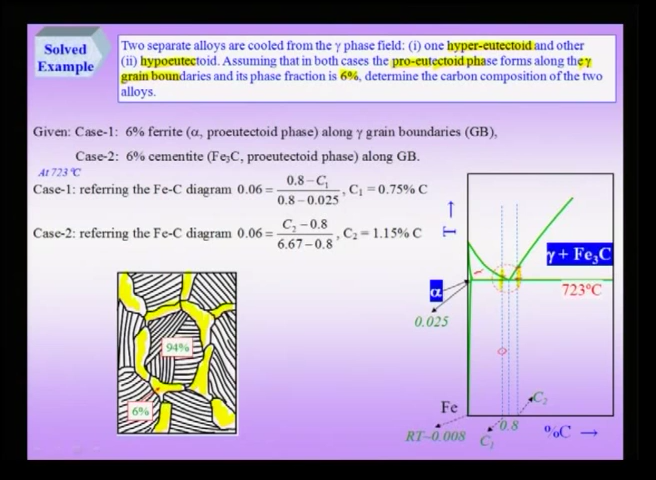 Solved
Example
Two separate alloys are cooled from the γ phase field: (i) one hyper-eutectoid and other
(ii) hypoeutectoid. Assuming that in both cases the pro-eutectoid phase forms along the γ
grain boundaries and its phase fraction is 6%, determine the carbon composition of the two
alloys.
Given: Case-1: 6% ferrite (α, proeutectoid phase) along γ grain boundaries (GB),
Case-2: 6% cementite (Fe₃C, proeutectoid phase) along GB.
At 723 ºC
Case-1: referring the Fe-C diagram 0.06 = (0.8 – C₁)/(0.8 – 0.025), C₁ = 0.75% C
Case-2: referring the Fe-C diagram 0.06 = (C₂ – 0.8)/(6.67 – 0.8), C₂ = 1.15% C
T →
γ + Fe₃C
α
723ºC
0.025
94%
6%
Fe
C₂
0.8
%C →
RT~0.008
C₁